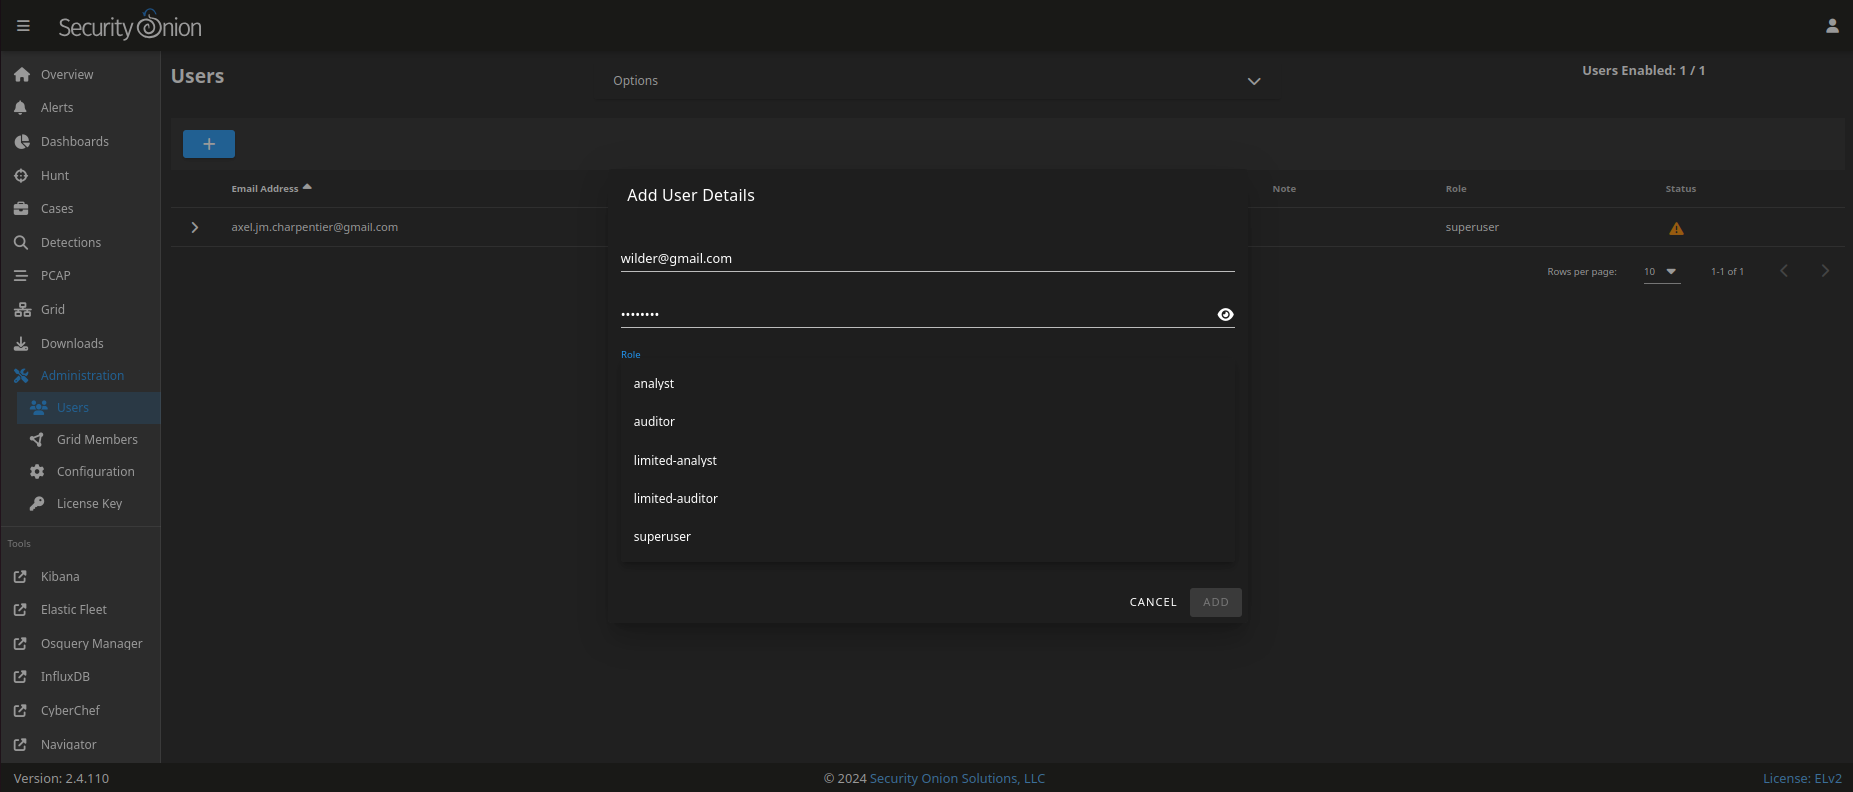 Security Onion
Overview
Alerts
Dashboards
Hunt
Cases
Detections
PCAP
Grid
Downloads
Administration
Users
Grid Members
Configuration
License Key
Tools
Kibana
Elastic Fleet
Osquery Manager
InfluxDB
CyberChef
Navigator
Users
Options
Users Enabled: 1 / 1
+
Email Address Note Role Status
axel.jm.charpentier@gmail.com superuser
Rows per page: 10 1-1 of 1
Add User Details
wilder@gmail.com
••••••••
Role
analyst
auditor
limited-analyst
limited-auditor
superuser
CANCEL ADD
Version: 2.4.110 © 2024 Security Onion Solutions, LLC License: ELv2